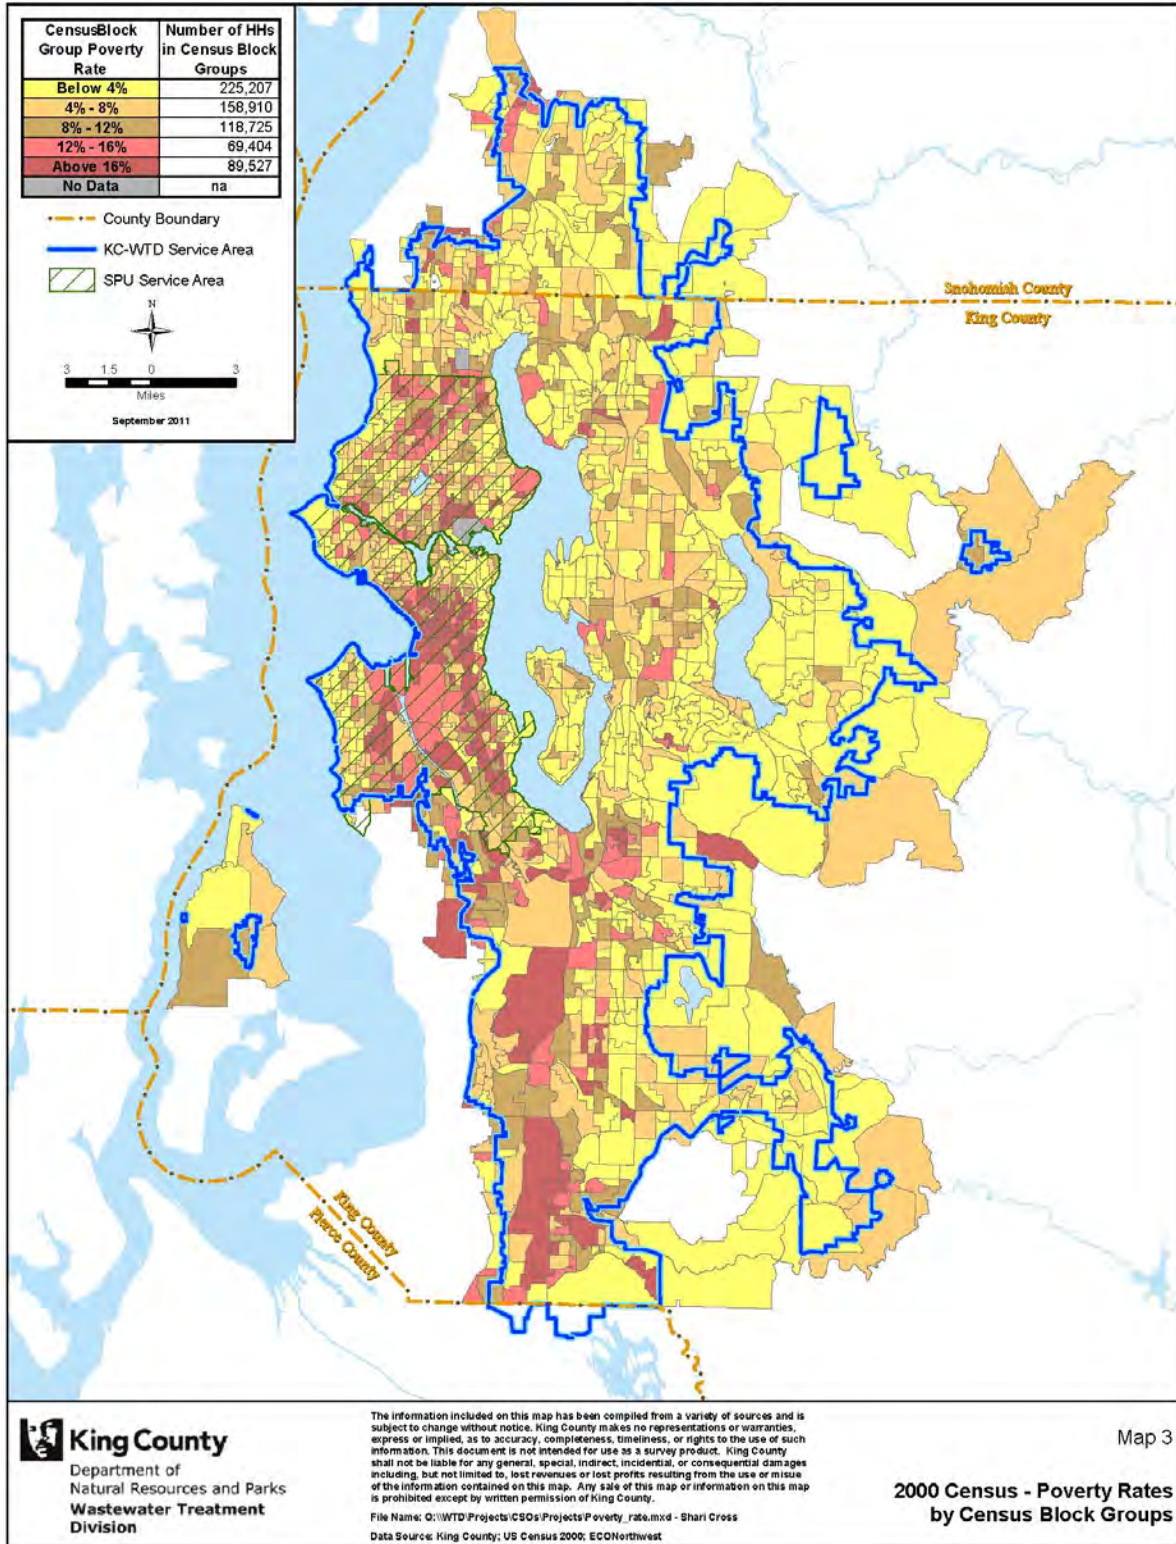 CensusBlock Group Poverty Rate
Number of HHs in Census Block Groups
Below 4% 225,207
4% - 8% 158,910
8% - 12% 118,725
12% - 16% 69,404
Above 16% 89,527
No Data na
County Boundary
KC-WTD Service Area
SPU Service Area
N
3 1.5 0 3
Miles
September 2011
Snohomish County
King County
King County
Pierce County
King County
Department of
Natural Resources and Parks
Wastewater Treatment
Division
The information included on this map has been compiled from a variety of sources and is
subject to change without notice. King County makes no representations or warranties,
express or implied, as to accuracy, completeness, timeliness, or rights to the use of such
information. This document is not intended for use as a survey product. King County
shall not be liable for any general, special, indirect, incidental, or consequential damages
including, but not limited to, lost revenues or lost profits resulting from the use or misue
of the information contained on this map. Any sale of this map or information on this map
is prohibited except by written permission of King County.
File Name: O:\\WTD\Projects\CSOs\Projects\Poverty_rate.mxd - Shari Cross
Data Source: King County; US Census 2000; ECONorthwest
Map 3
2000 Census - Poverty Rates
by Census Block Groups